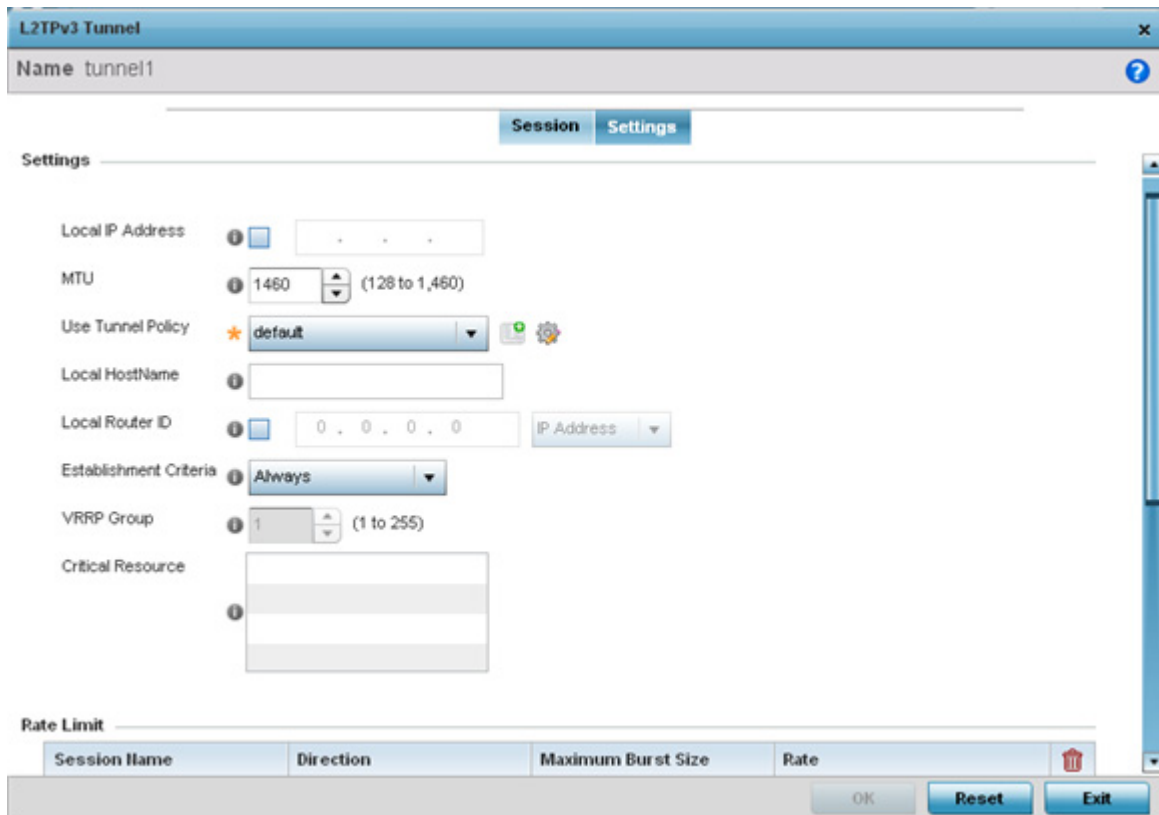 L2TPv3 Tunnel
Name tunnel1
Session Settings
Settings
Local IP Address . . .
MTU 1460 (128 to 1,460)
Use Tunnel Policy default
Local HostName
Local Router ID 0 . 0 . 0 . 0 IP Address
Establishment Criteria Always
VRRP Group 1 (1 to 255)
Critical Resource
Rate Limit
Session Name Direction Maximum Burst Size Rate
OK Reset Exit